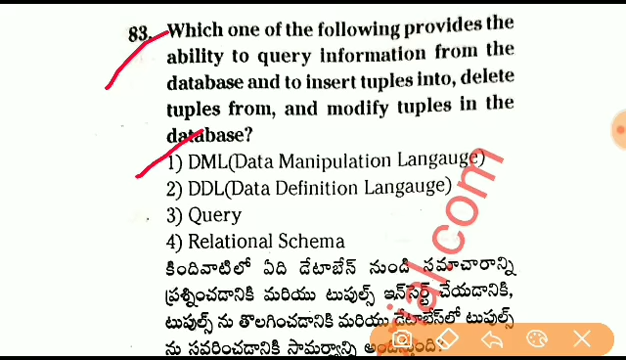 83. Which one of the following provides the
ability to query information from the
database and to insert tuples into, delete
tuples from, and modify tuples in the
database?
1) DML(Data Manipulation Langauge)
2) DDL(Data Definition Langauge)
3) Query
4) Relational Schema
కిందివాటిలో ఏది డేటాబేస్ నుండి సమాచారాన్ని
ప్రశ్నించడానికి మరియు టుపుల్స్ ఇన్‌సెర్ట్ చేయడానికి,
టుపుల్స్ ను తొలగించడానికి మరియు డేటాబేస్‌లో టుపుల్స్
ను సవరించడానికి సామర్థ్యాన్ని అందిస్తుంది?
ial.com